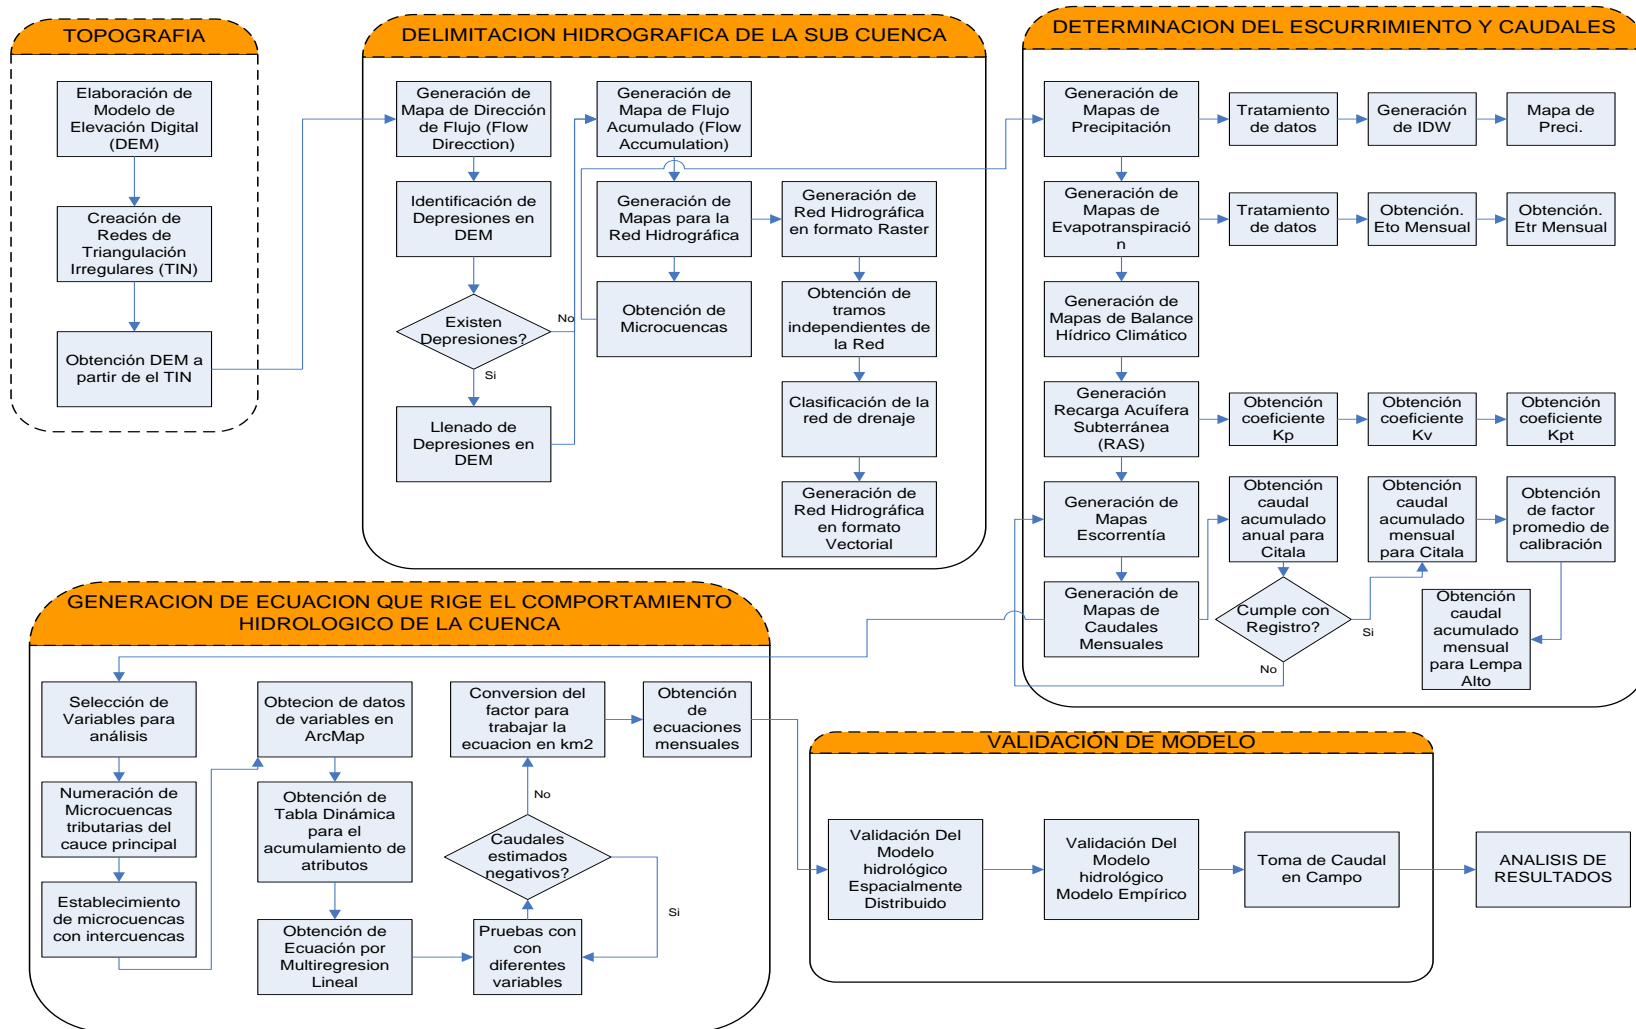 TOPOGRAFIA
Elaboración de
Modelo de
Elevación Digital
(DEM)
Creación de
Redes de
Triangulación
Irregulares (TIN)
Obtención DEM a
partir de el TIN
DELIMITACION HIDROGRAFICA DE LA SUB CUENCA
Generación de
Mapa de Dirección
de Flujo (Flow
Direcction)
Identificación de
Depresiones en
DEM
Existen
Depresiones?
No
Si
Llenado de
Depresiones en
DEM
Generación de
Mapa de Flujo
Acumulado (Flow
Accumulation)
Generación de
Mapas para la
Red Hidrográfica
Obtención de
Microcuencas
Generación de
Red Hidrográfica
en formato Raster
Obtención de
tramos
independientes de
la Red
Clasificación de la
red de drenaje
Generación de
Red Hidrográfica
en formato
Vectorial
DETERMINACION DEL ESCURRIMIENTO Y CAUDALES
Generación de
Mapas de
Precipitación
Tratamiento
de datos
Generación
de IDW
Mapa de
Preci.
Generación de
Mapas de
Evapotranspiració
n
Tratamiento
de datos
Obtención.
Eto Mensual
Obtención.
Etr Mensual
Generación de
Mapas de Balance
Hídrico Climático
Generación
Recarga Acuífera
Subterránea
(RAS)
Obtención
coeficiente
Kp
Obtención
coeficiente
Kv
Obtención
coeficiente
Kpt
Generación de
Mapas
Escorrentía
Obtención
caudal
acumulado
anual para
Citala
Obtención
caudal
acumulado
mensual
para Citala
Obtención
de factor
promedio de
calibración
Generación de
Mapas de
Caudales
Mensuales
Cumple con
Registro?
Si
No
Obtención
caudal
acumulado
mensual
para Lempa
Alto
GENERACION DE ECUACION QUE RIGE EL COMPORTAMIENTO
HIDROLOGICO DE LA CUENCA
Selección de
Variables para
análisis
Numeración de
Microcuencas
tributarias del
cauce principal
Establecimiento
de microcuencas
con intercuencas
Obtecion de datos
de variables en
ArcMap
Obtención de
Tabla Dinámica
para el
acumulamiento de
atributos
Obtención de
Ecuación por
Multiregresion
Lineal
Conversion del
factor para
trabajar la
ecuacion en km2
No
Caudales
estimados
negativos?
Si
Pruebas con
con
diferentes
variables
Obtención
de
ecuaciones
mensuales
VALIDACIÓN DE MODELO
Validación Del
Modelo
hidrológico
Espacialmente
Distribuido
Validación Del
Modelo
hidrológico
Modelo Empírico
Toma de Caudal
en Campo
ANALISIS DE
RESULTADOS